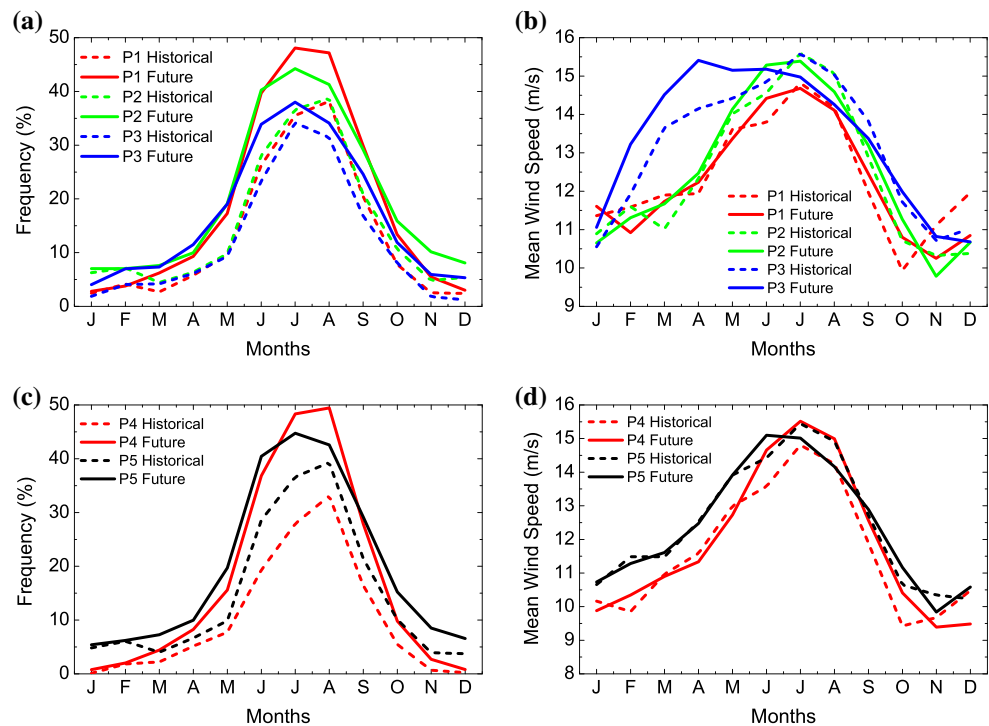 (a)
50
40
30
20
10
0
Frequency (%)
P1 Historical
P1 Future
P2 Historical
P2 Future
P3 Historical
P3 Future
J F M A M J J A S O N D
Months
(b)
16
15
14
13
12
11
10
9
Mean Wind Speed (m/s)
P1 Historical
P1 Future
P2 Historical
P2 Future
P3 Historical
P3 Future
J F M A M J J A S O N D
Months
(c)
50
40
30
20
10
0
Frequency (%)
P4 Historical
P4 Future
P5 Historical
P5 Future
J F M A M J J A S O N D
Months
(d)
16
15
14
13
12
11
10
9
8
Mean Wind Speed (m/s)
P4 Historical
P4 Future
P5 Historical
P5 Future
J F M A M J J A S O N D
Months